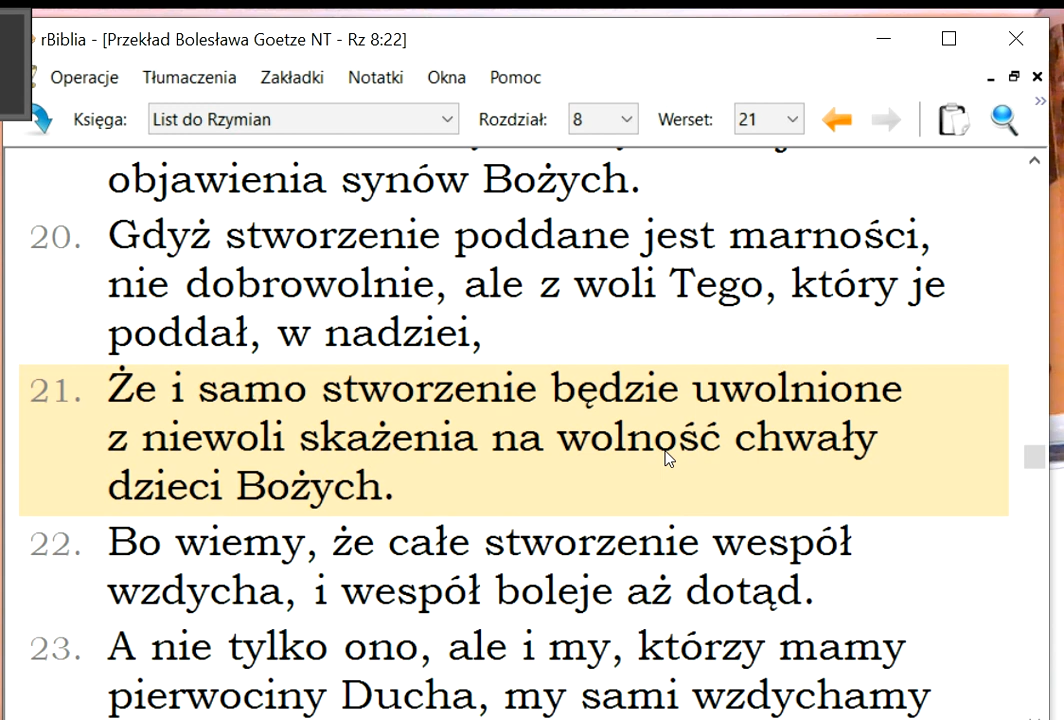 rBiblia - [Przekład Bolesława Goetze NT - Rz 8:22]
Operacje Tłumaczenia Zakładki Notatki Okna Pomoc
Księga: List do Rzymian Rozdział: 8 Werset: 21
objawienia synów Bożych.
20. Gdyż stworzenie poddane jest marności,
nie dobrowolnie, ale z woli Tego, który je
poddał, w nadziei,
21. Że i samo stworzenie będzie uwolnione
z niewoli skażenia na wolność chwały
dzieci Bożych.
22. Bo wiemy, że całe stworzenie wespół
wzdycha, i wespół boleje aż dotąd.
23. A nie tylko ono, ale i my, którzy mamy
pierwociny Ducha, my sami wzdychamy